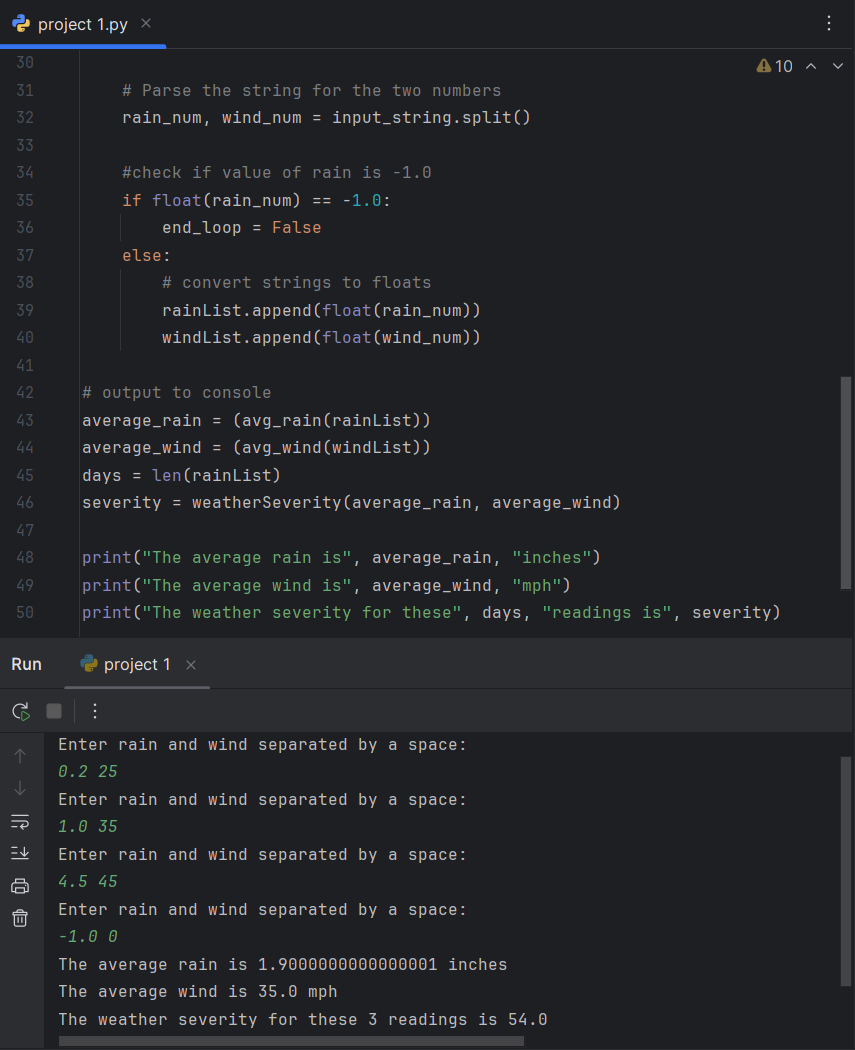 project 1.py
30
10
31 # Parse the string for the two numbers
32 rain_num, wind_num = input_string.split()
33
34 #check if value of rain is -1.0
35 if float(rain_num) == -1.0:
36 end_loop = False
37 else:
38 # convert strings to floats
39 rainList.append(float(rain_num))
40 windList.append(float(wind_num))
41
42 # output to console
43 average_rain = (avg_rain(rainList))
44 average_wind = (avg_wind(windList))
45 days = len(rainList)
46 severity = weatherSeverity(average_rain, average_wind)
47
48 print("The average rain is", average_rain, "inches")
49 print("The average wind is", average_wind, "mph")
50 print("The weather severity for these", days, "readings is", severity)
Run project 1
Enter rain and wind separated by a space:
0.2 25
Enter rain and wind separated by a space:
1.0 35
Enter rain and wind separated by a space:
4.5 45
Enter rain and wind separated by a space:
-1.0 0
The average rain is 1.9000000000000001 inches
The average wind is 35.0 mph
The weather severity for these 3 readings is 54.0